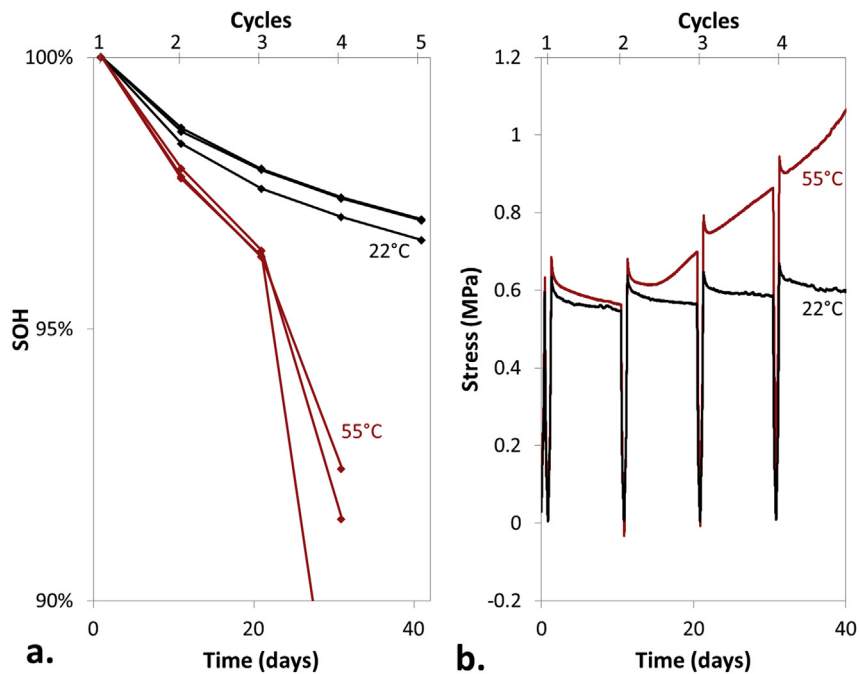 Cycles
1 2 3 4 5
100%
95%
90%
SOH
22°C
55°C
0 20 40
Time (days)
a.
Cycles
1 2 3 4
1.2
1
0.8
0.6
0.4
0.2
0
-0.2
Stress (MPa)
55°C
22°C
0 20 40
Time (days)
b.